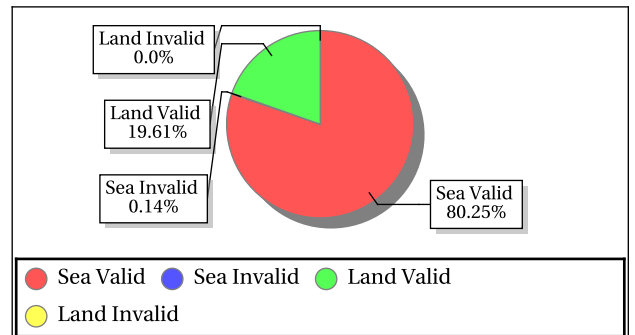 Land Invalid
0.0%
Land Valid
19.61%
Sea Invalid
0.14%
Sea Valid
80.25%
Sea Valid Sea Invalid Land Valid
Land Invalid